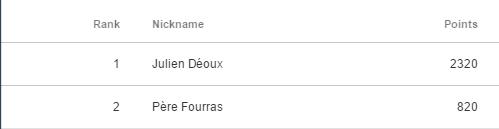 Rank Nickname Points
1 Julien Déoux 2320
2 Père Fourras 820